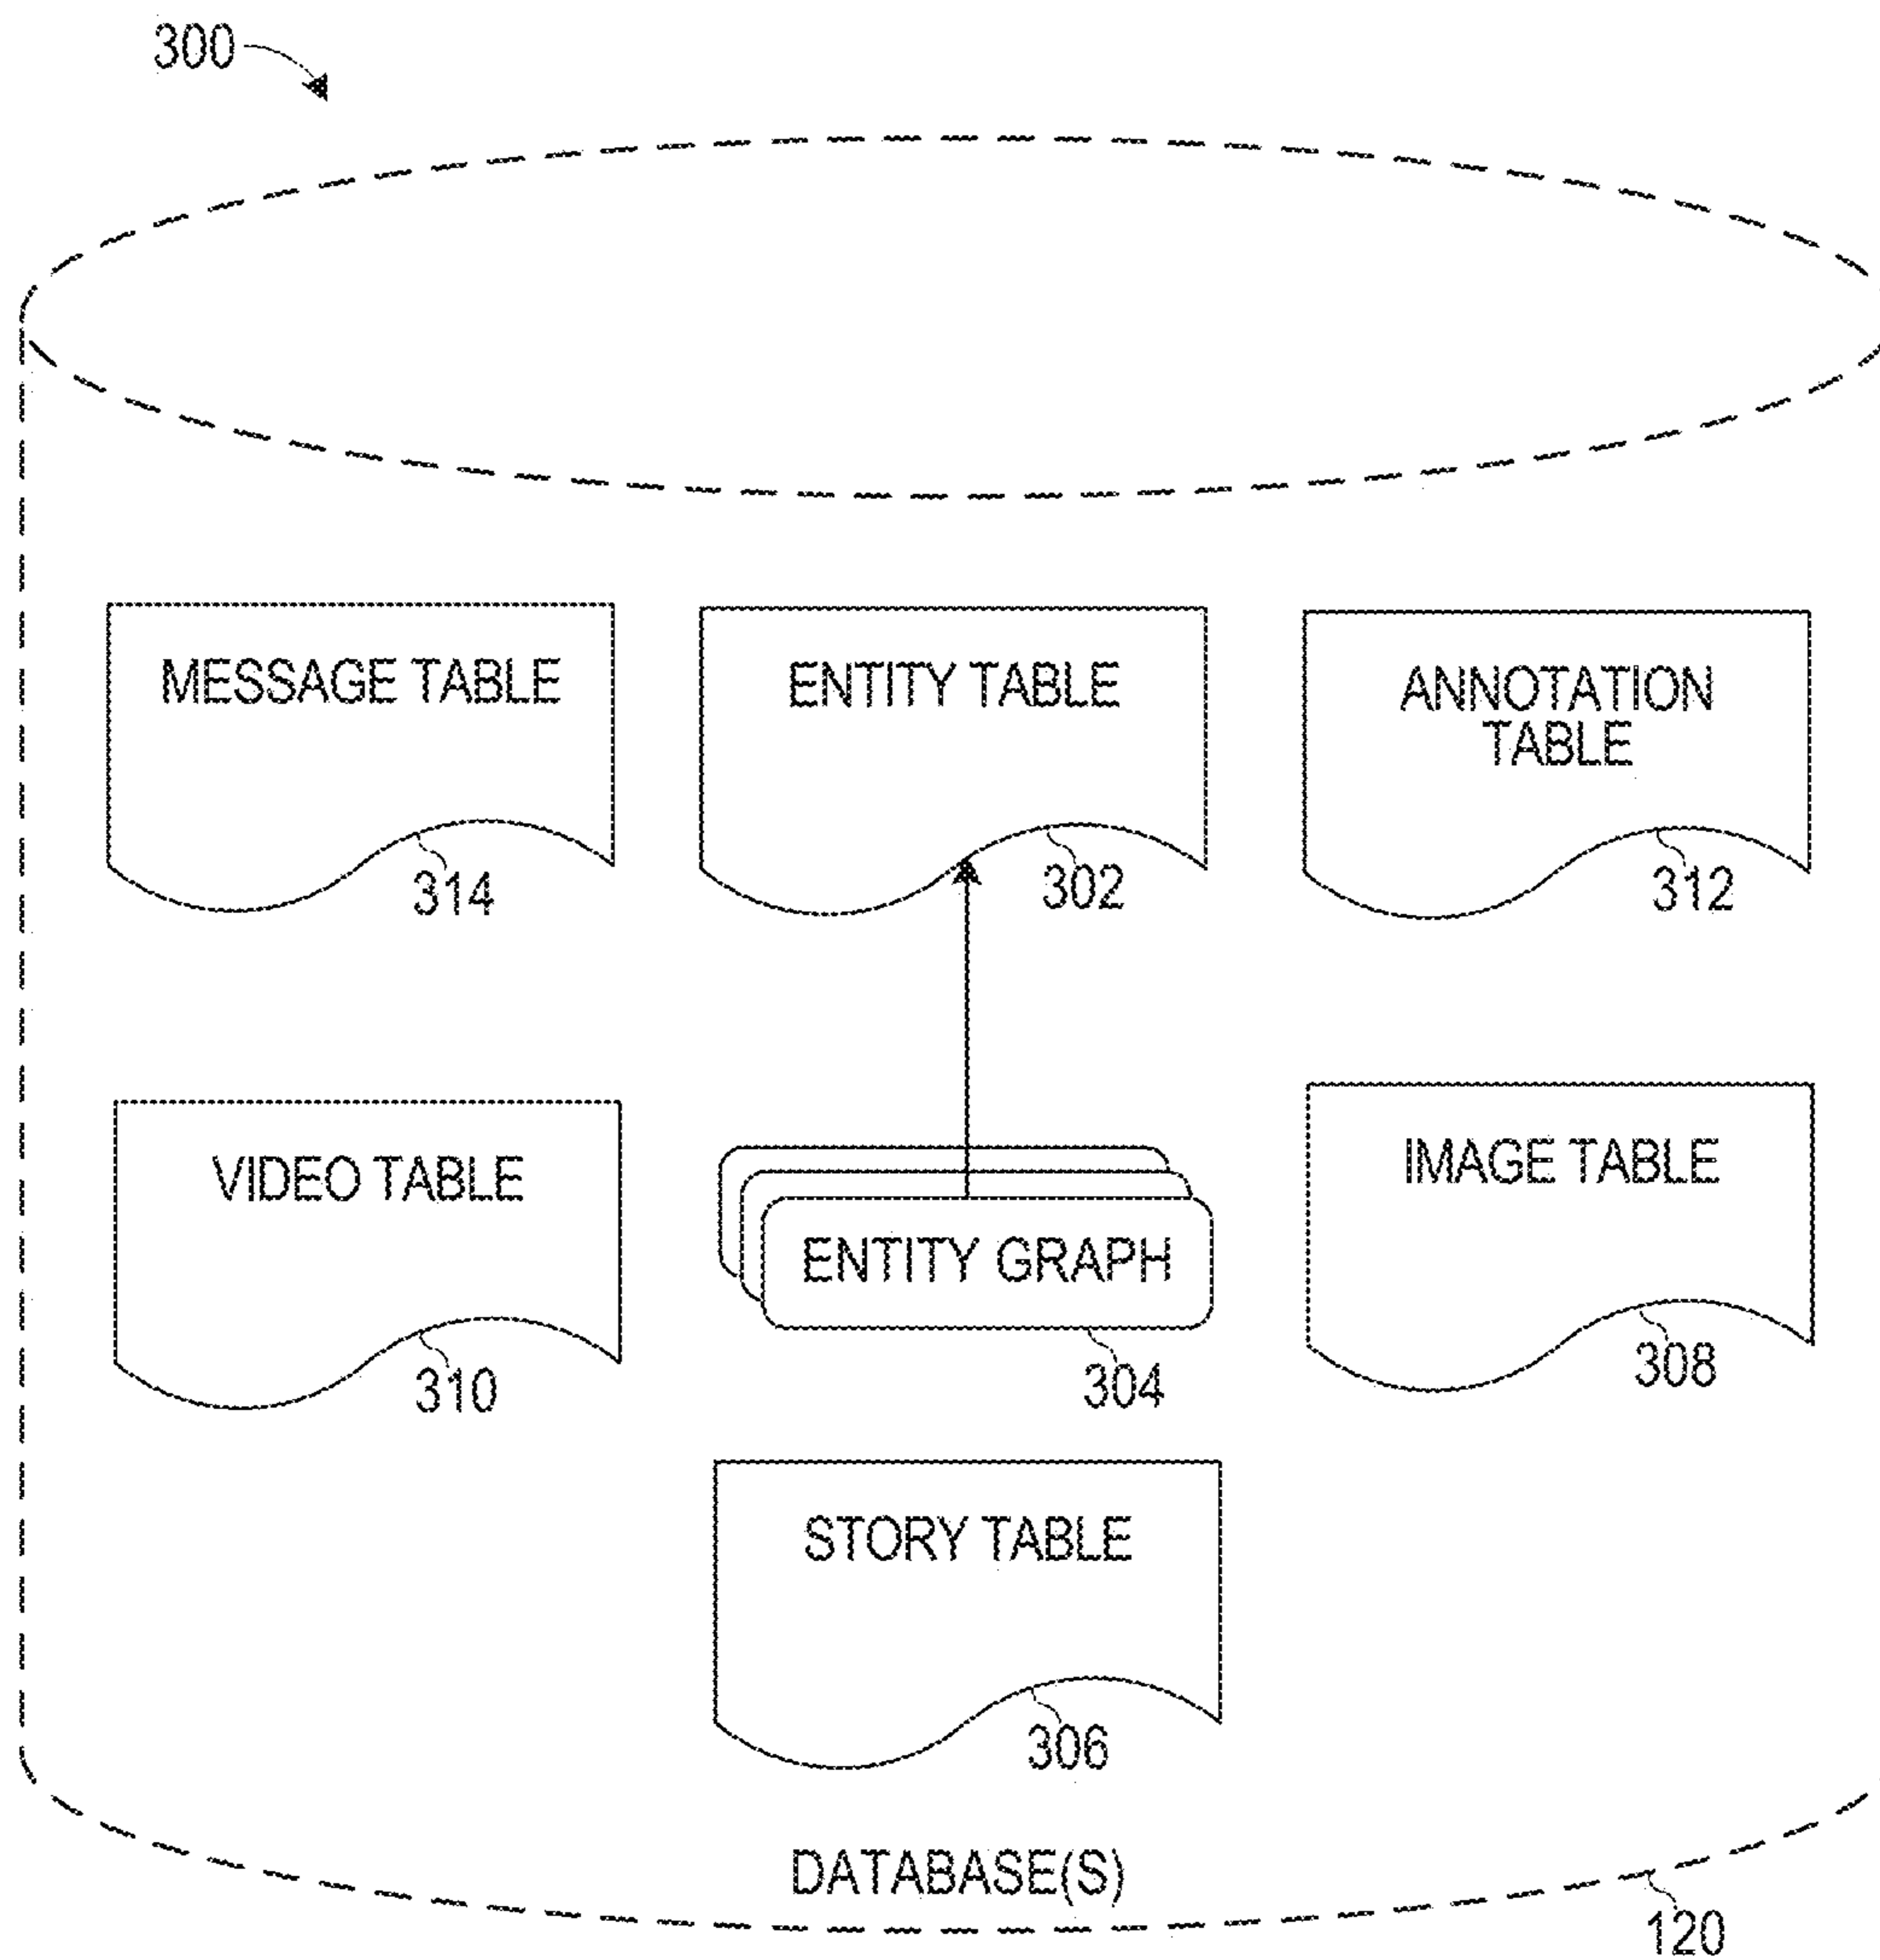 300
MESSAGE TABLE
ENTITY TABLE
ANNOTATION
TABLE
314
302
312
VIDEO TABLE
ENTITY GRAPH
IMAGE TABLE
310
304
308
STORY TABLE
306
DATABASE(S)
120